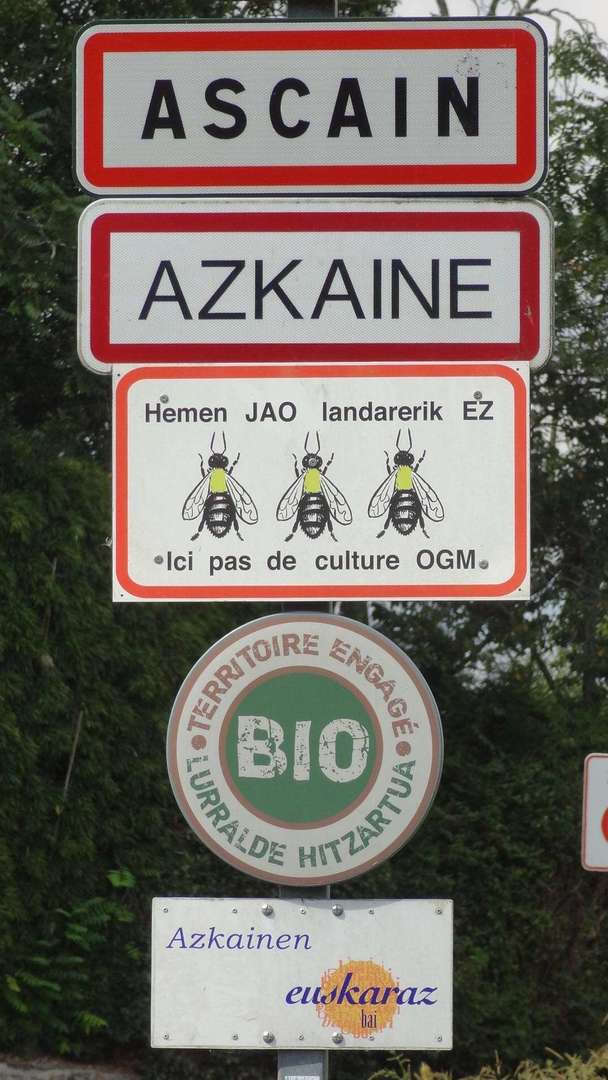 ASCAIN
AZKAINE
Hemen JAO landarerik EZ
Ici pas de culture OGM
TERRITOIRE ENGAGÉ
BIO
LURRALDE HITZARTUA
Azkainen
euskaraz
bai